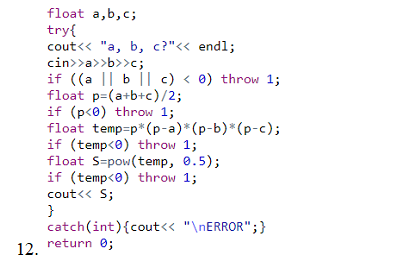 float a,b,c;
try{
cout<< "a, b, c?"<< endl;
cin>>a>>b>>c;
if ((a || b || c) < 0) throw 1;
float p=(a+b+c)/2;
if (p<0) throw 1;
float temp=p*(p-a)*(p-b)*(p-c);
if (temp<0) throw 1;
float S=pow(temp, 0.5);
if (temp<0) throw 1;
cout<< S;
}
catch(int){cout<< "\nERROR";}
12. return 0;